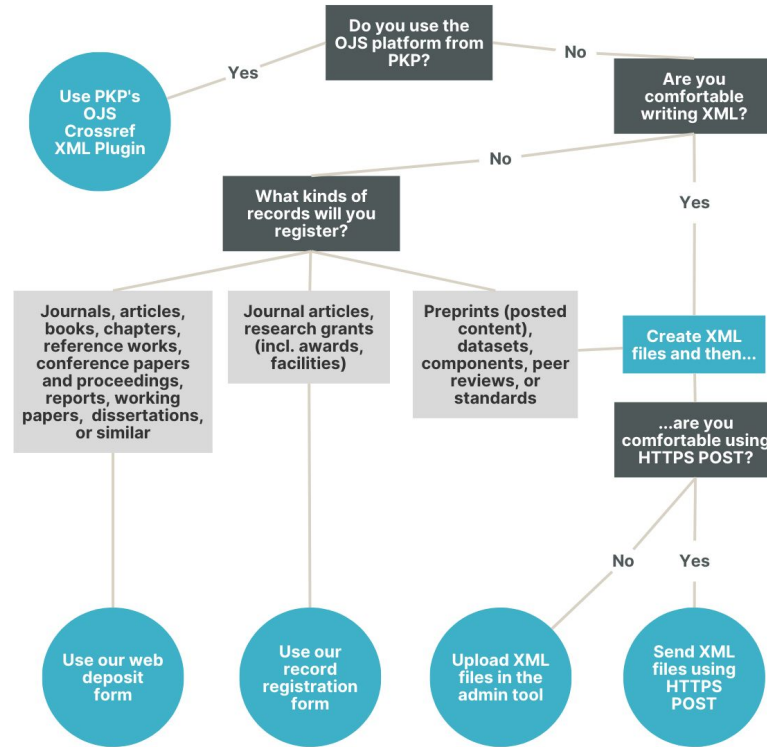 Do you use the
OJS platform from
PKP?
Yes
No
Use PKP's
OJS
Crossref
XML Plugin
Are you
comfortable
writing XML?
No
Yes
What kinds of
records will you
register?
Journals, articles,
books, chapters,
reference works,
conference papers
and proceedings,
reports, working
papers, dissertations,
or similar
Journal articles,
research grants
(incl. awards,
facilities)
Preprints (posted
content),
datasets,
components, peer
reviews, or
standards
Create XML
files and then...
...are you
comfortable using
HTTPS POST?
No
Yes
Use our web
deposit
form
Use our
record
registration
form
Upload XML
files in the
admin tool
Send XML
files using
HTTPS
POST